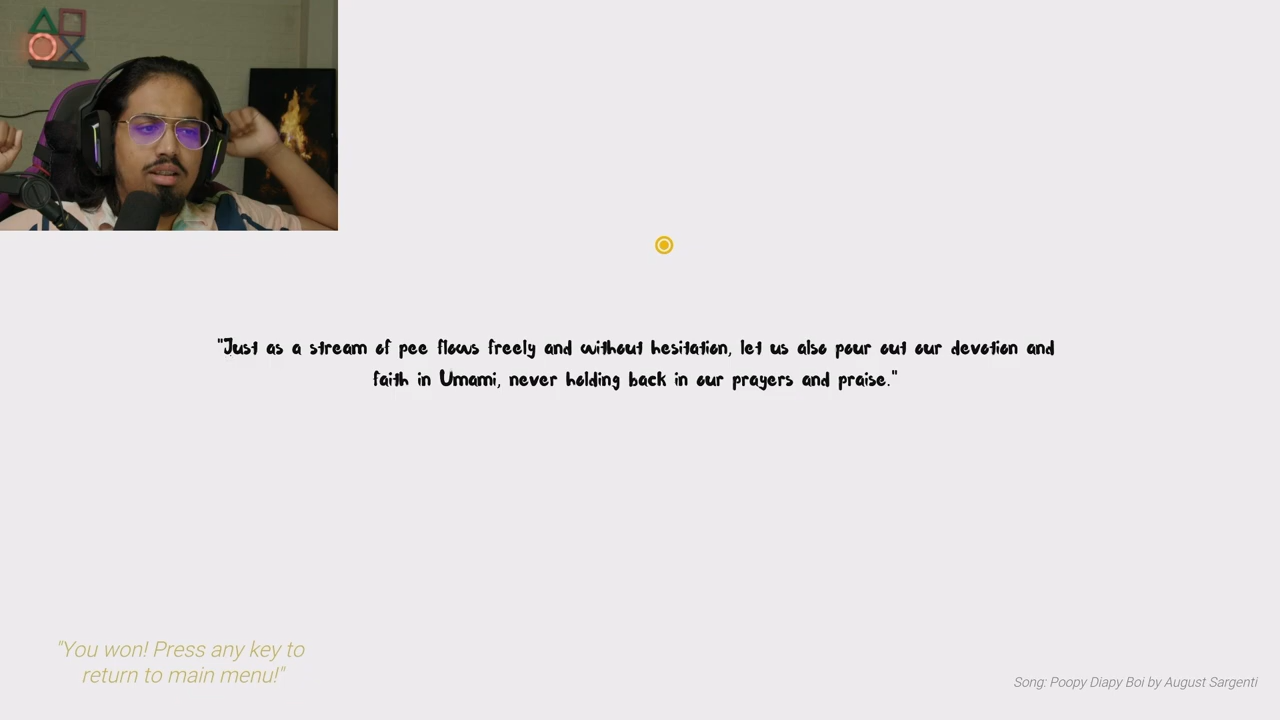 "Just as a stream of pee flows freely and without hesitation, let us also pour out our devotion and
faith in Umami, never holding back in our prayers and praise."
"You won! Press any key to
return to main menu!"
Song: Poopy Diapy Boi by August Sargenti